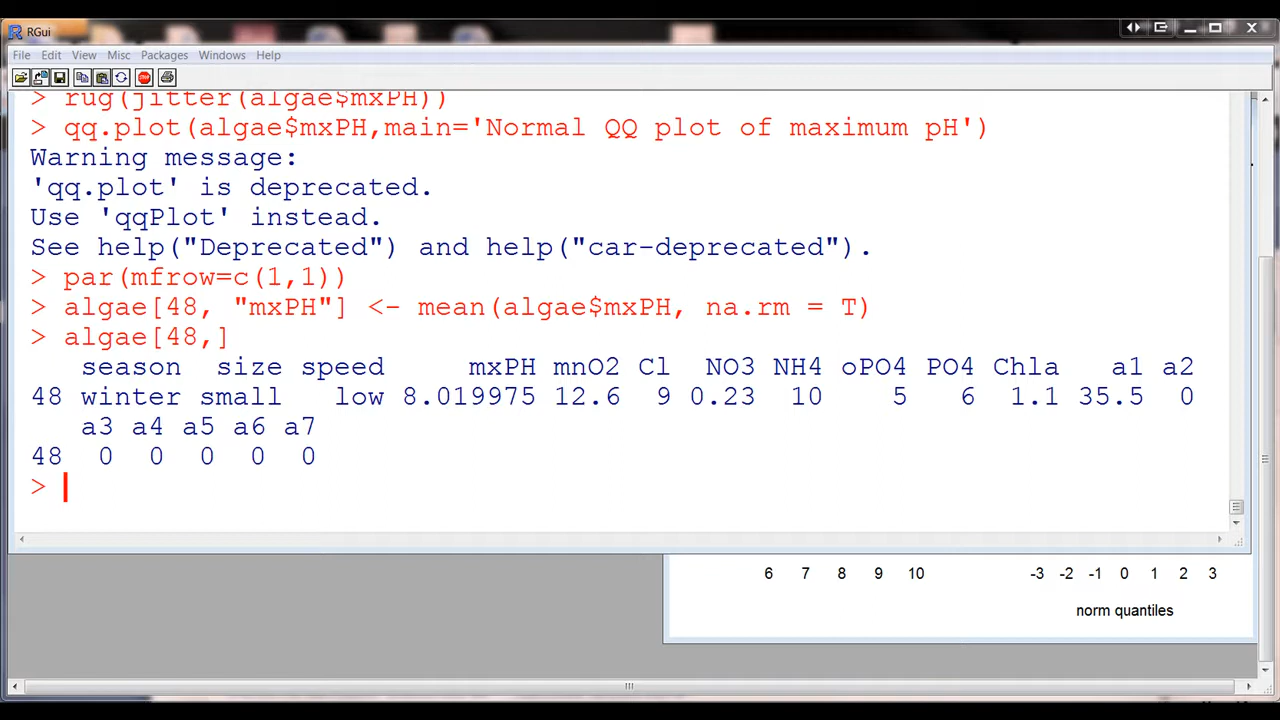 RGui
File Edit View Misc Packages Windows Help
STOP
> rug(jitter(algae$mxPH))
> qq.plot(algae$mxPH,main='Normal QQ plot of maximum pH')
Warning message:
'qq.plot' is deprecated.
Use 'qqPlot' instead.
See help("Deprecated") and help("car-deprecated").
> par(mfrow=c(1,1))
> algae[48, "mxPH"] <- mean(algae$mxPH, na.rm = T)
> algae[48,]
season size speed mxPH mnO2 Cl NO3 NH4 oPO4 PO4 Chla a1 a2
48 winter small low 8.019975 12.6 9 0.23 10 5 6 1.1 35.5 0
a3 a4 a5 a6 a7
48 0 0 0 0 0
>
6 7 8 9 10 -3 -2 -1 0 1 2 3
norm quantiles